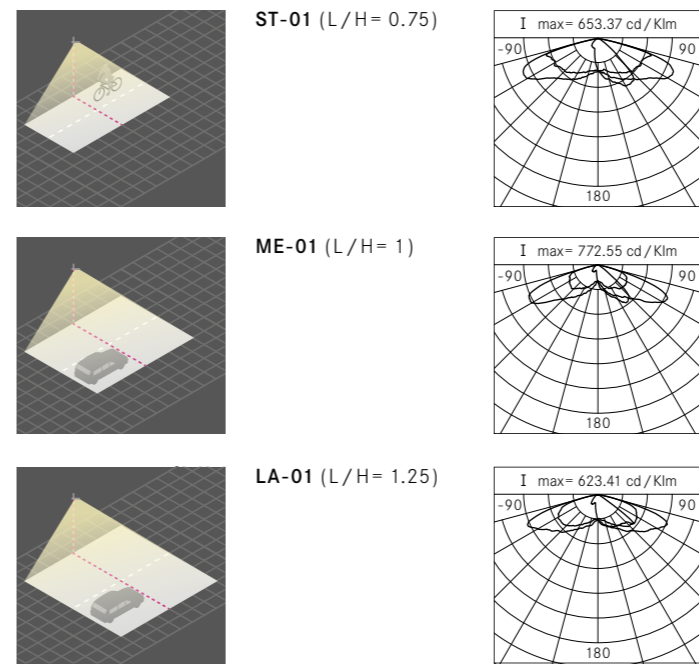 ST-01 (L/H= 0.75)
I max= 653.37 cd/Klm
-90 90
180
ME-01 (L/H= 1)
I max= 772.55 cd/Klm
-90 90
180
LA-01 (L/H= 1.25)
I max= 623.41 cd/Klm
-90 90
180